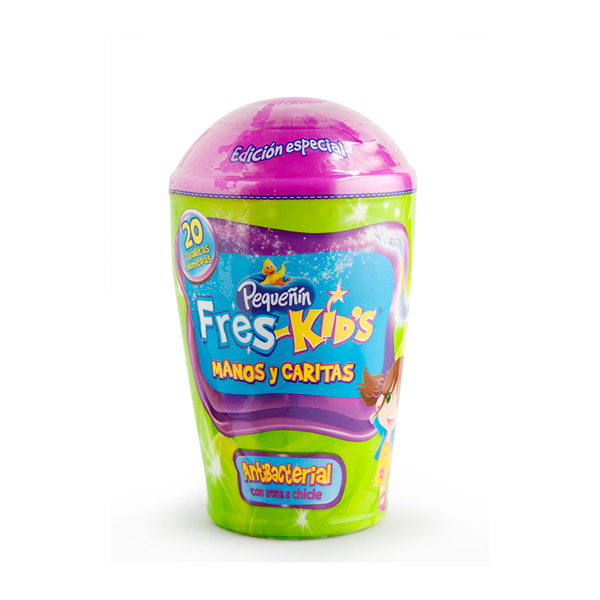 Edición especial
20
Toallitas
Húmedas
Pequeñín
FRES-KID'S®
MANOS y CARITAS
AntiBacterial
con aroma a chicle